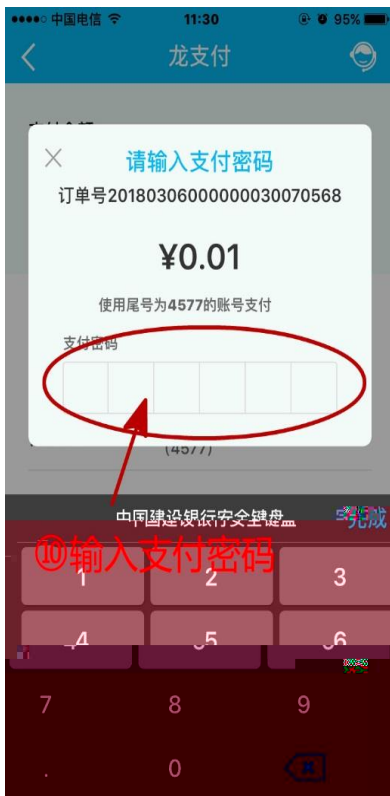 中国电信 11:30 95%
龙支付
请输入支付密码
订单号20180306000000030070568
¥0.01
使用尾号为4577的账号支付
支付密码
(4577)
中国建设银行安全键盘 完成
⑩输入支付密码
1 2 3
4 5 6
7 8 9
. 0